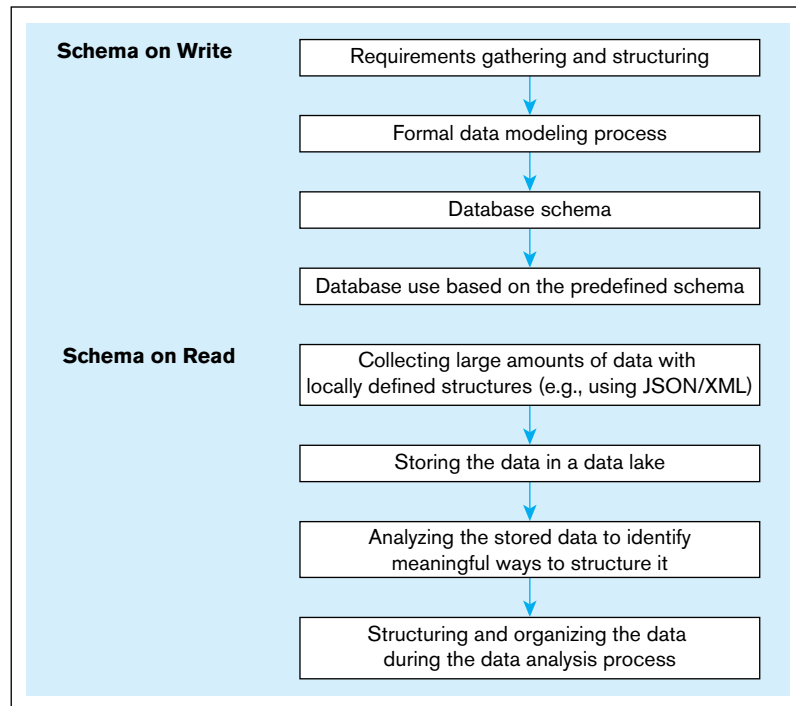 Schema on Write
Requirements gathering and structuring
Formal data modeling process
Database schema
Database use based on the predefined schema
Schema on Read
Collecting large amounts of data with
locally defined structures (e.g., using JSON/XML)
Storing the data in a data lake
Analyzing the stored data to identify
meaningful ways to structure it
Structuring and organizing the data
during the data analysis process